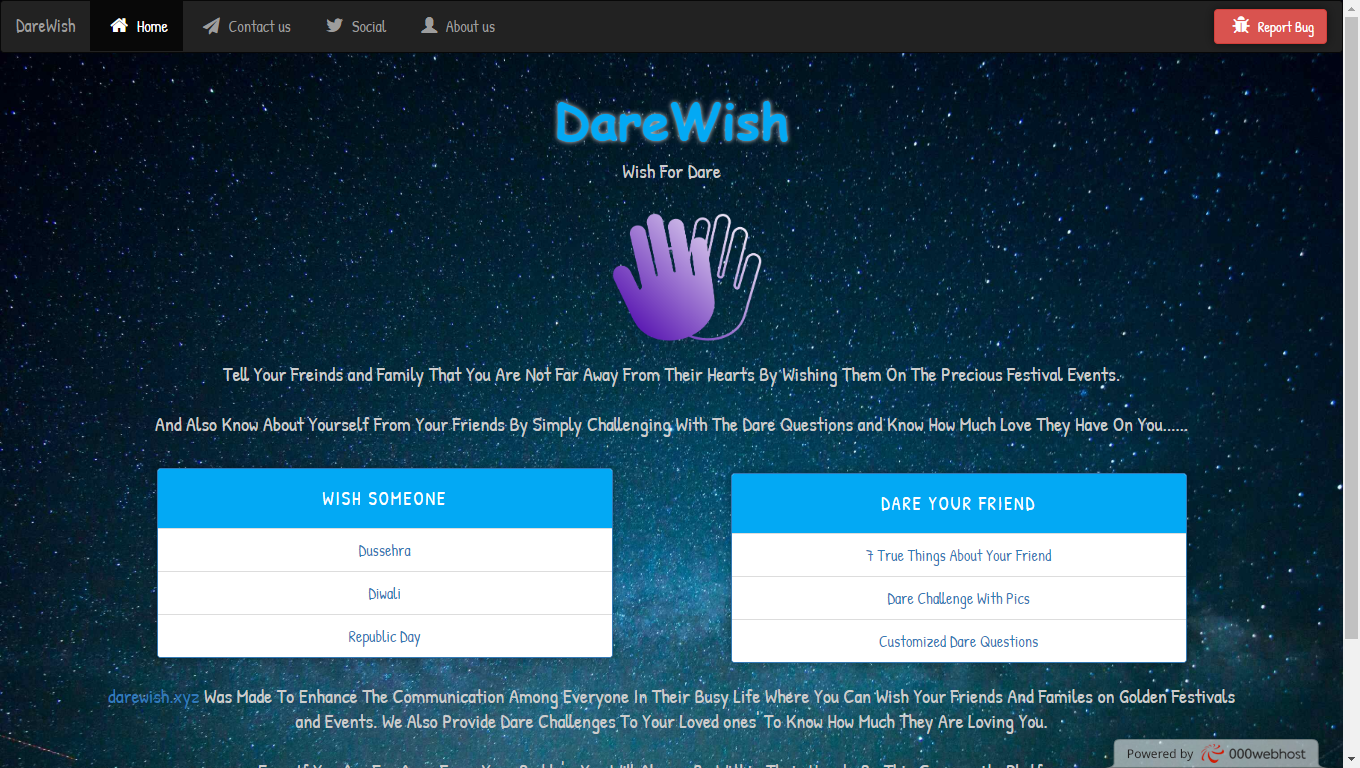 DareWish
Home
Contact us
Social
About us
Report Bug
DareWish
Wish For Dare
Tell Your Freinds and Family That You Are Not Far Away From Their Hearts By Wishing Them On The Precious Festival Events.
And Also Know About Yourself From Your Friends By Simply Challenging With The Dare Questions and Know How Much Love They Have On You......
WISH SOMEONE
Dussehra
Diwali
Republic Day
DARE YOUR FRIEND
7 True Things About Your Friend
Dare Challenge With Pics
Customized Dare Questions
darewish.xyz Was Made To Enhance The Communication Among Everyone In Their Busy Life Where You Can Wish Your Friends And Familes on Golden Festivals
and Events. We Also Provide Dare Challenges To Your Loved ones To Know How Much They Are Loving You.
Powered by 000webhost